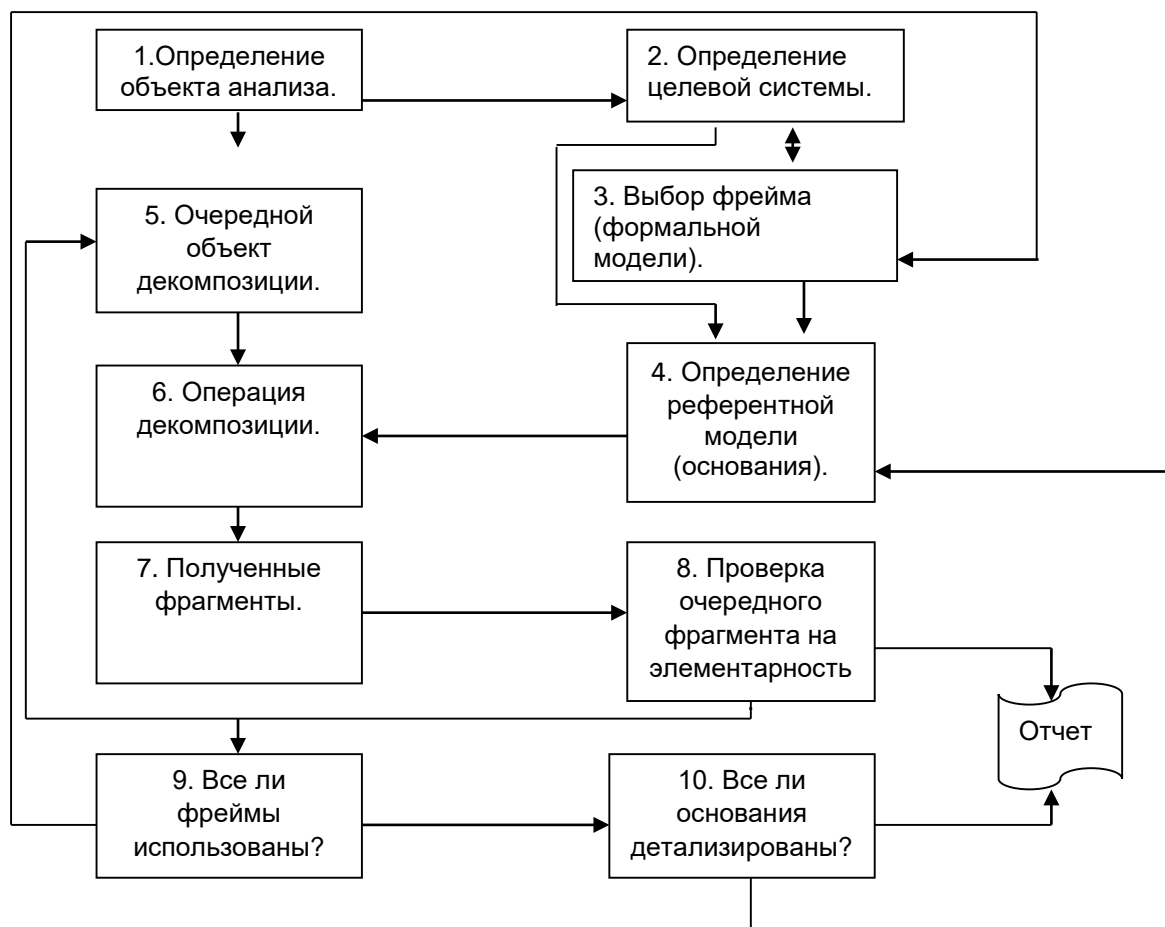 1.Определение
объекта анализа.
2. Определение
целевой системы.
3. Выбор фрейма
(формальной
модели).
5. Очередной
объект
декомпозиции.
4. Определение
референтной
модели
(основания).
6. Операция
декомпозиции.
7. Полученные
фрагменты.
8. Проверка
очередного
фрагмента на
элементарность
Отчет
9. Все ли
фреймы
использованы?
10. Все ли
основания
детализированы?